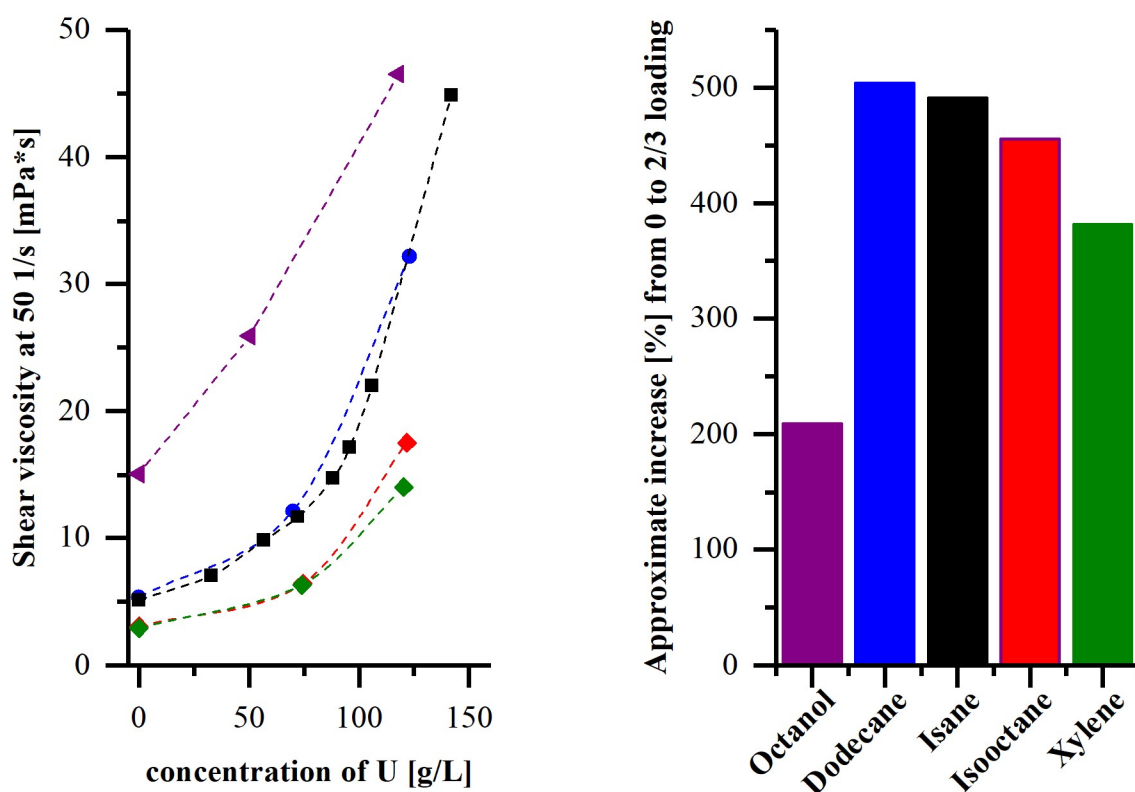 Shear viscosity at 50 1/s [mPa*s]
50
40
30
20
10
0
0 50 100 150
concentration of U [g/L]
Approximate increase [%] from 0 to 2/3 loading
500
400
300
200
100
0
Octanol
Dodecane
Isane
Isooctane
Xylene